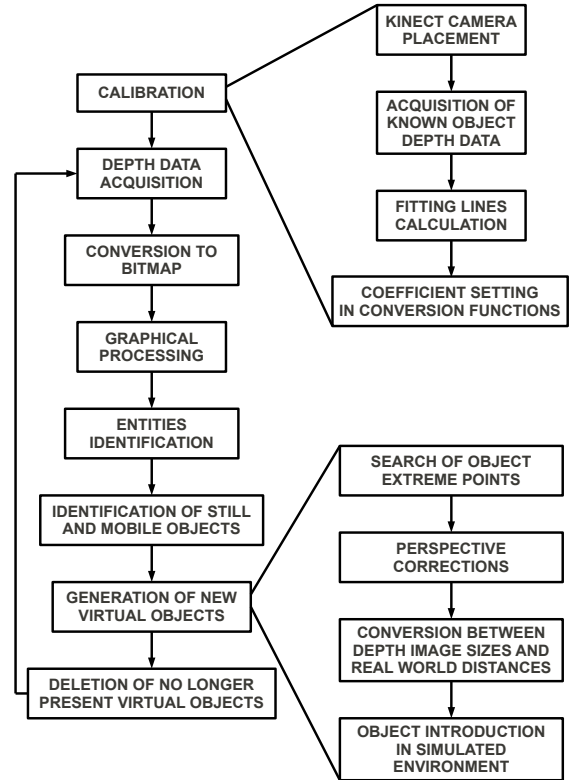 CALIBRATION
DEPTH DATA
ACQUISITION
CONVERSION TO
BITMAP
GRAPHICAL
PROCESSING
ENTITIES
IDENTIFICATION
IDENTIFICATION OF STILL
AND MOBILE OBJECTS
GENERATION OF NEW
VIRTUAL OBJECTS
DELETION OF NO LONGER
PRESENT VIRTUAL OBJECTS
KINECT CAMERA
PLACEMENT
ACQUISITION OF
KNOWN OBJECT
DEPTH DATA
FITTING LINES
CALCULATION
COEFFICIENT SETTING
IN CONVERSION FUNCTIONS
SEARCH OF OBJECT
EXTREME POINTS
PERSPECTIVE
CORRECTIONS
CONVERSION BETWEEN
DEPTH IMAGE SIZES AND
REAL WORLD DISTANCES
OBJECT INTRODUCTION
IN SIMULATED
ENVIRONMENT